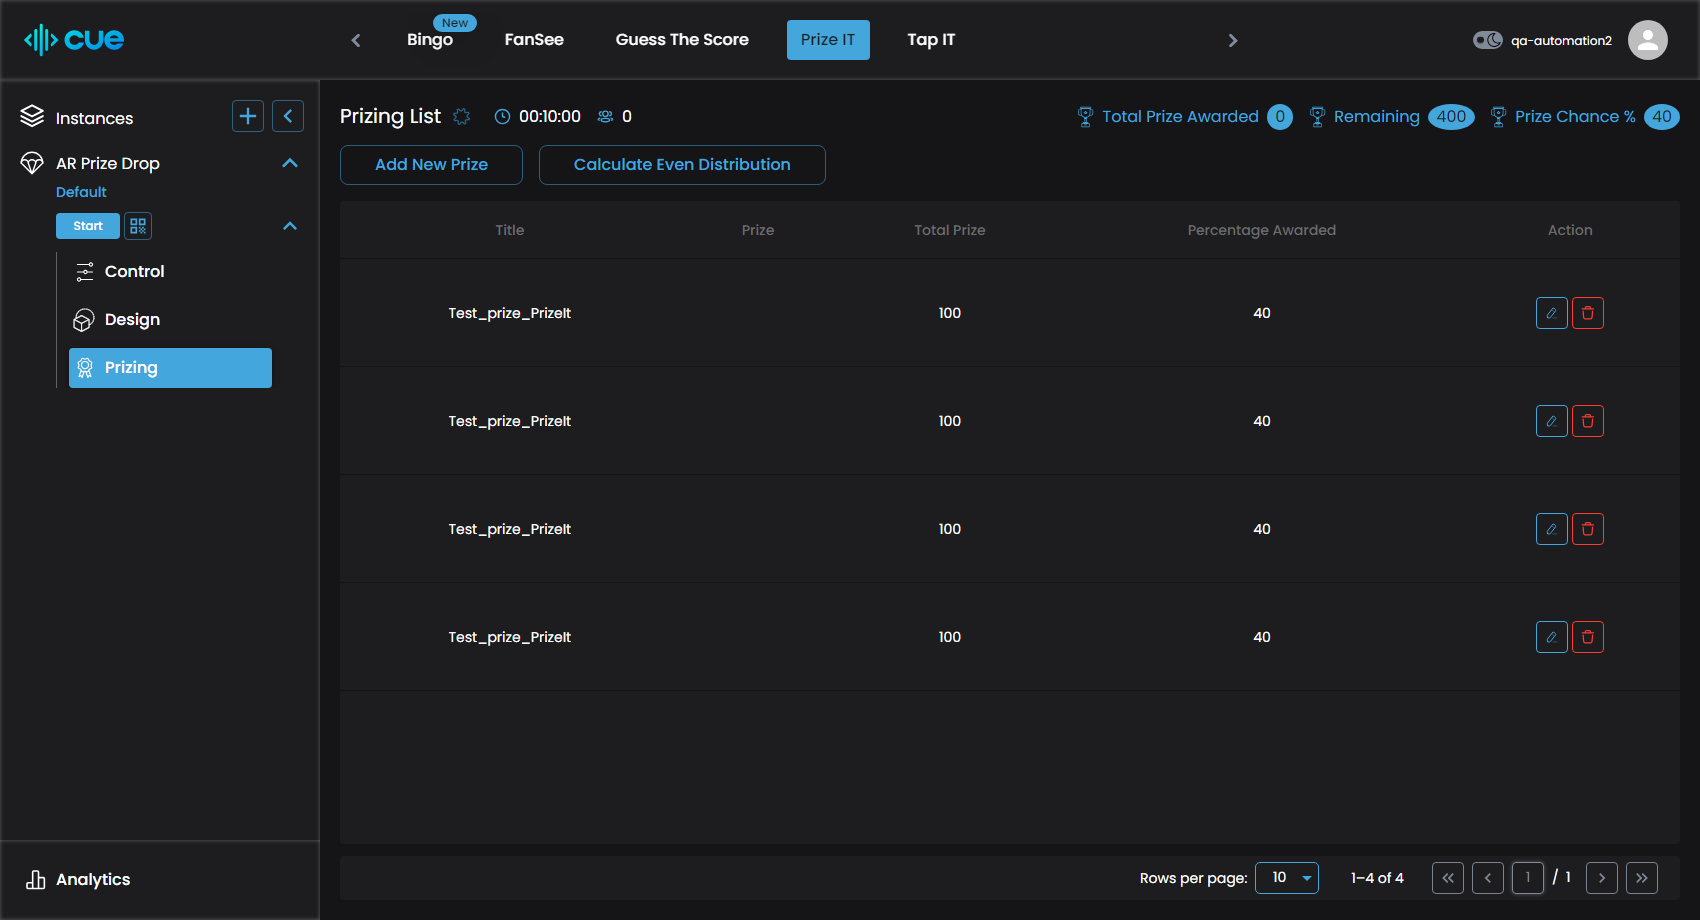 cue
New
Bingo FanSee Guess The Score Prize IT Tap IT
qa-automation2
Instances
AR Prize Drop
Default
Start
Control
Design
Prizing
Analytics
Prizing List 00:10:00 0
Total Prize Awarded 0 Remaining 400 Prize Chance % 40
Add New Prize Calculate Even Distribution
Title Prize Total Prize Percentage Awarded Action
Test_prize_PrizeIt 100 40
Test_prize_PrizeIt 100 40
Test_prize_PrizeIt 100 40
Test_prize_PrizeIt 100 40
Rows per page: 10 1–4 of 4 1 / 1